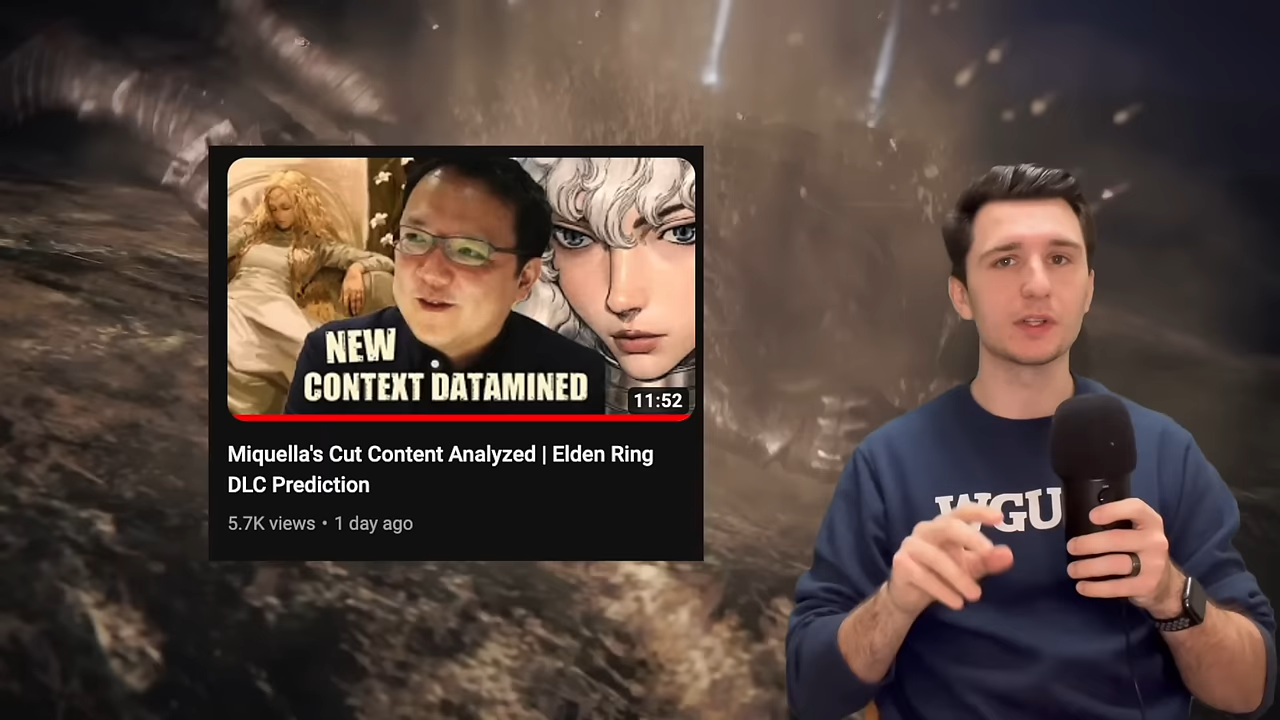 NEW
CONTEXT DATAMINED
11:52
Miquella's Cut Content Analyzed | Elden Ring
DLC Prediction
5.7K views • 1 day ago
WGU